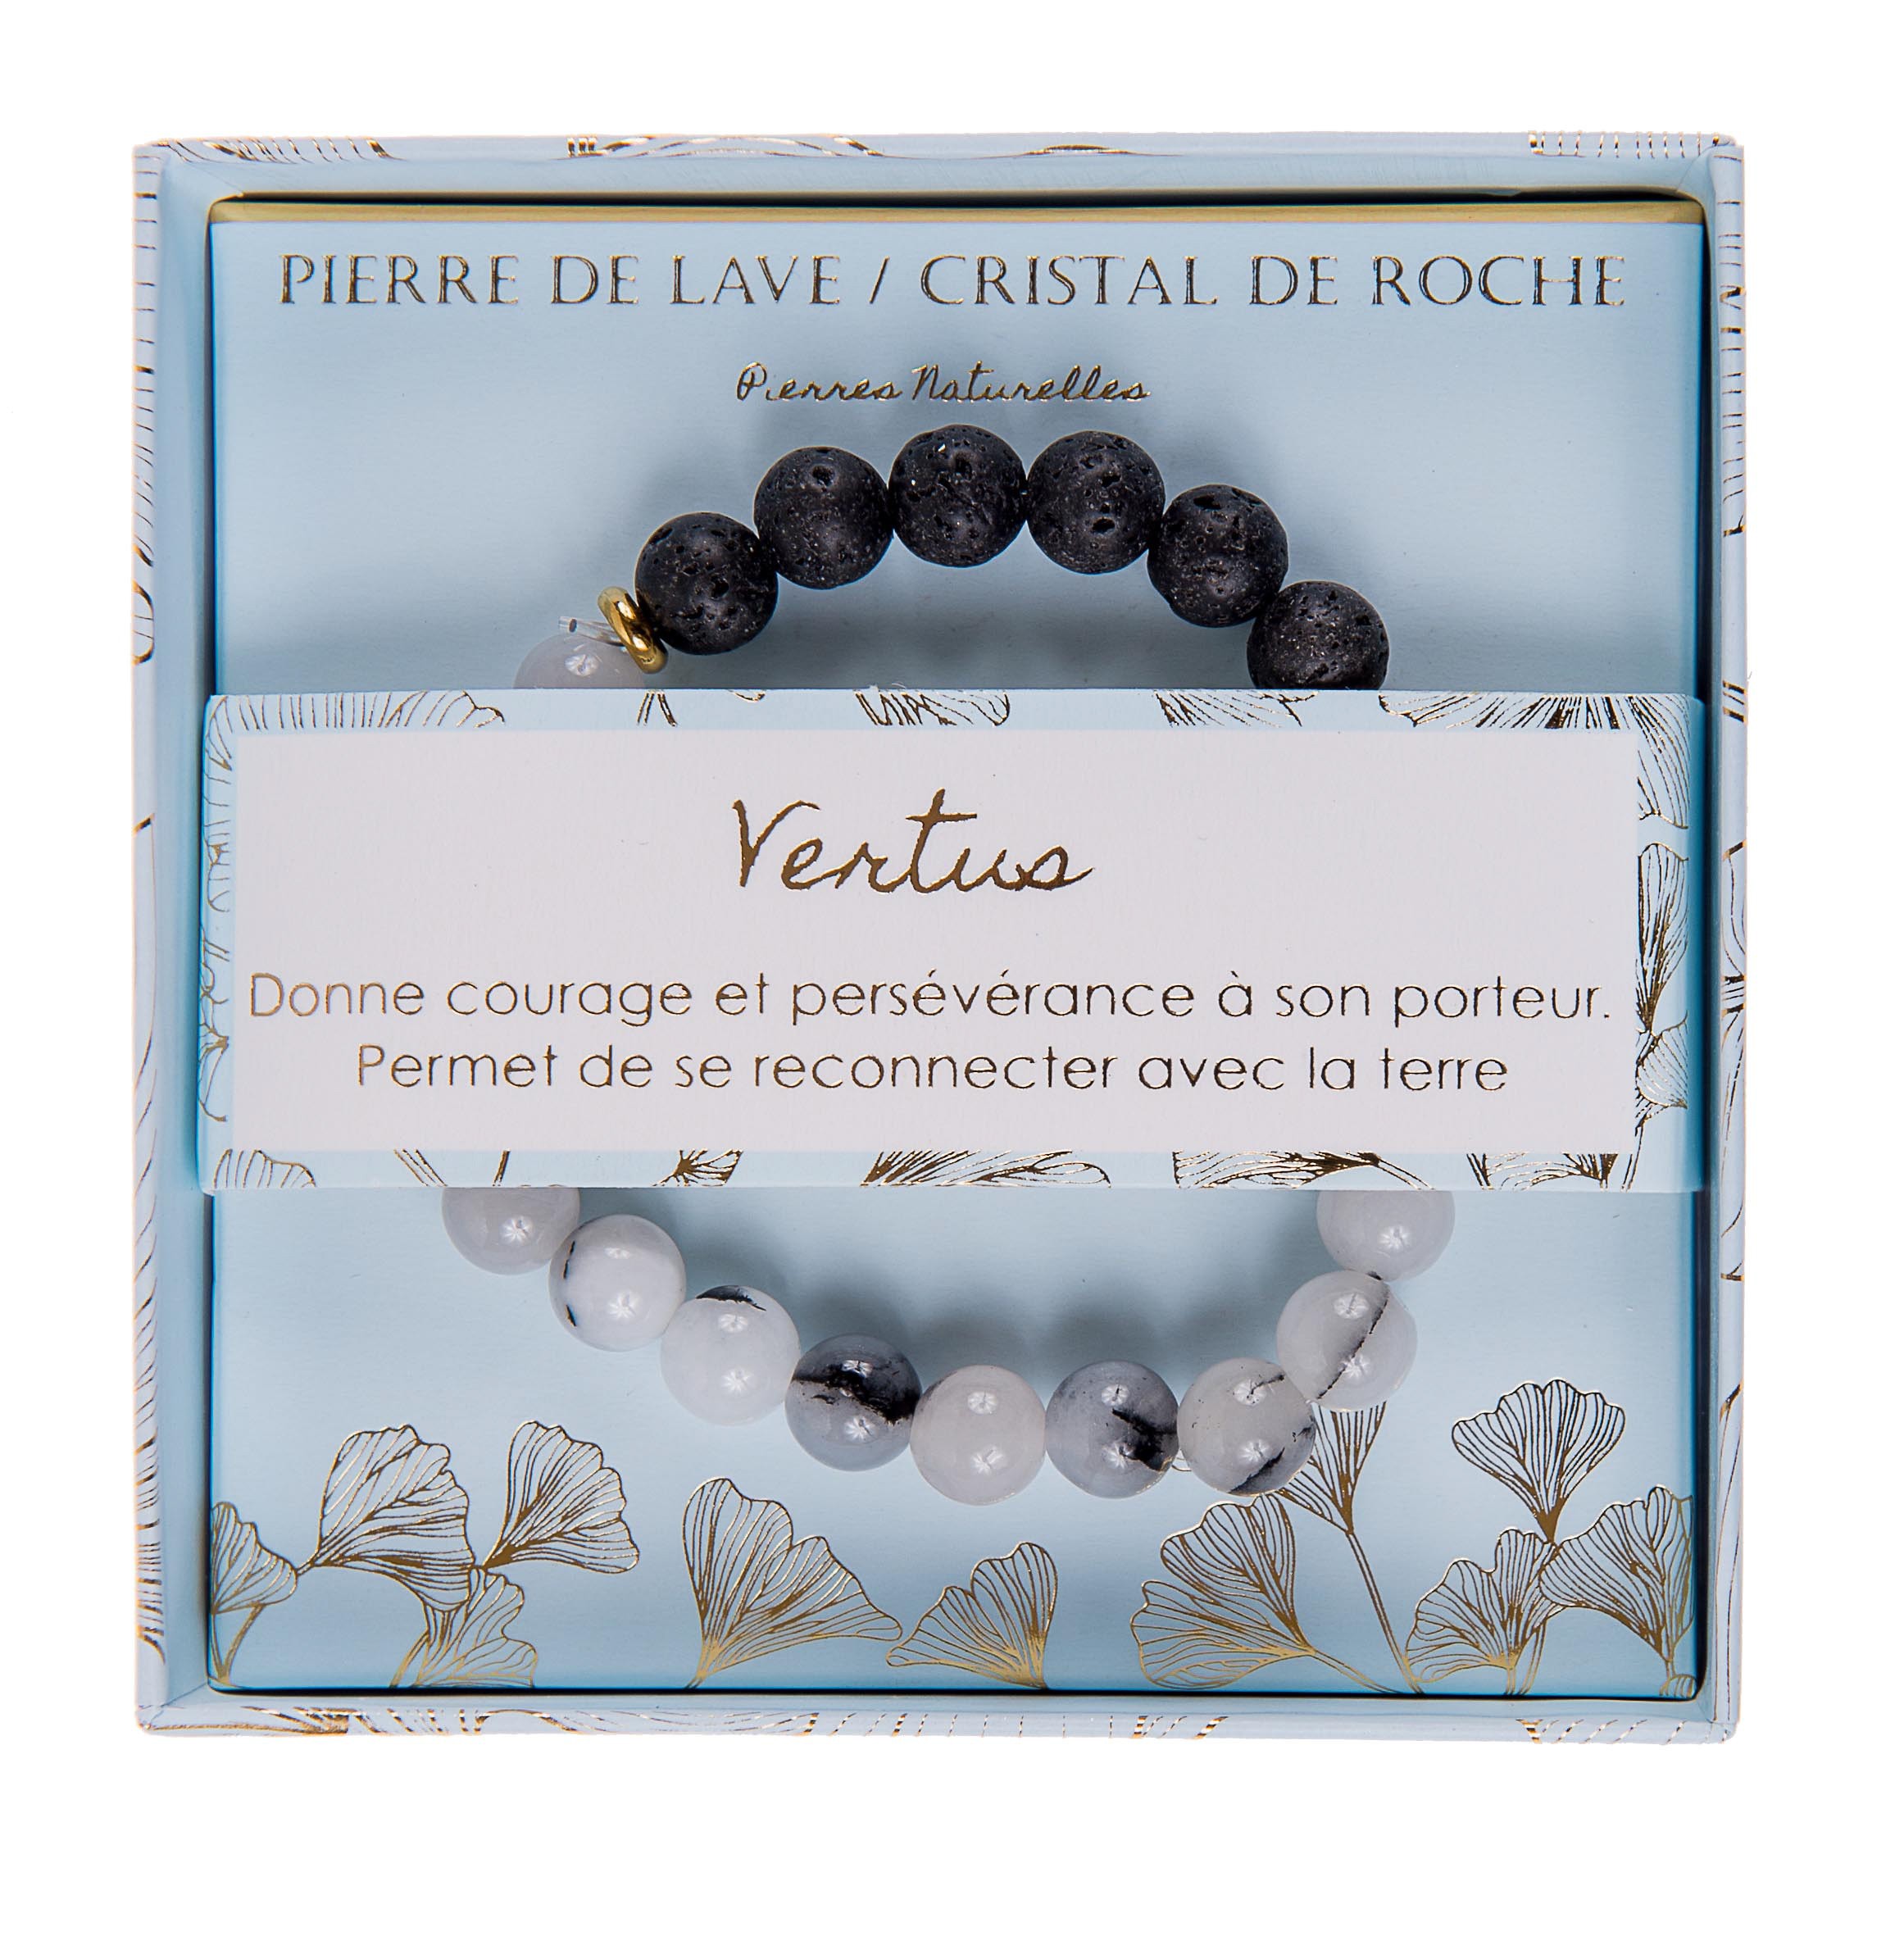 PIERRE DE LAVE / CRISTAL DE ROCHE
Pierres Naturelles
Vertus
Donne courage et persévérance à son porteur.
Permet de se reconnecter avec la terre